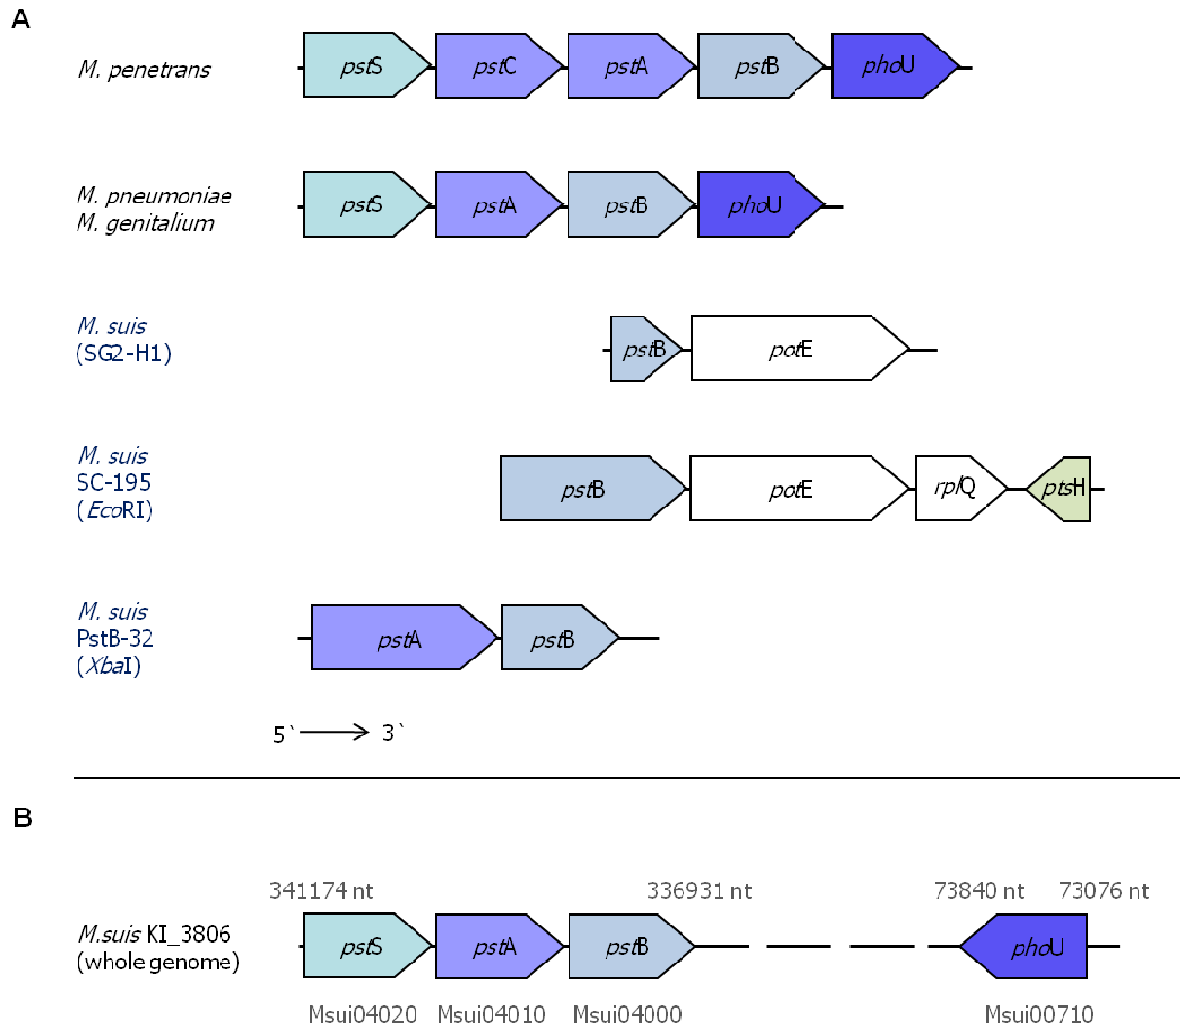 A
M. penetrans
pstS pstC pstA pstB phoU
M. pneumoniae
M. genitalium
pstS pstA pstB phoU
M. suis
(SG2-H1)
pstB potE
M. suis
SC-195
(EcoRI)
pstB potE rplQ ptsH
M. suis
PstB-32
(XbaI)
pstA pstB
5` 3`
B
341174 nt 336931 nt 73840 nt 73076 nt
M.suis KI_3806
(whole genome)
pstS pstA pstB phoU
Msui04020 Msui04010 Msui04000 Msui00710